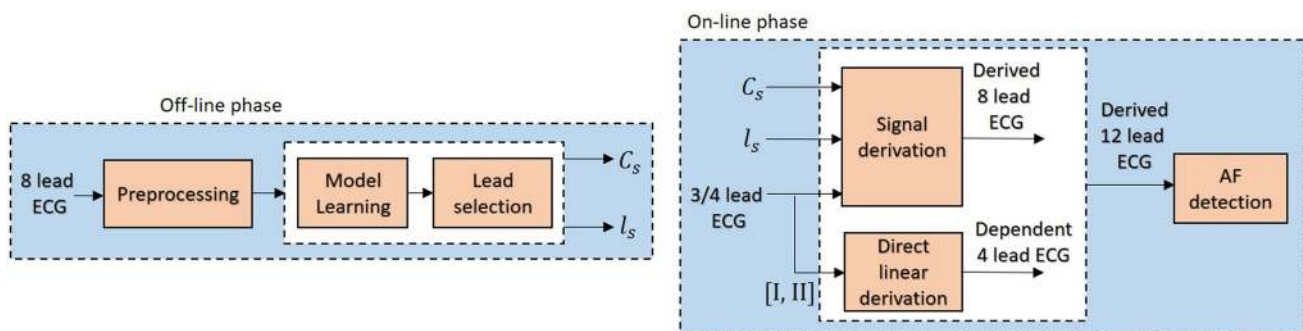 Off-line phase
8 lead
ECG
Preprocessing
Model
Learning
Lead
selection
C_s
l_s
On-line phase
C_s
l_s
3/4 lead
ECG
[I, II]
Signal
derivation
Direct
linear
derivation
Derived
8 lead
ECG
Dependent
4 lead ECG
Derived
12 lead
ECG
AF
detection